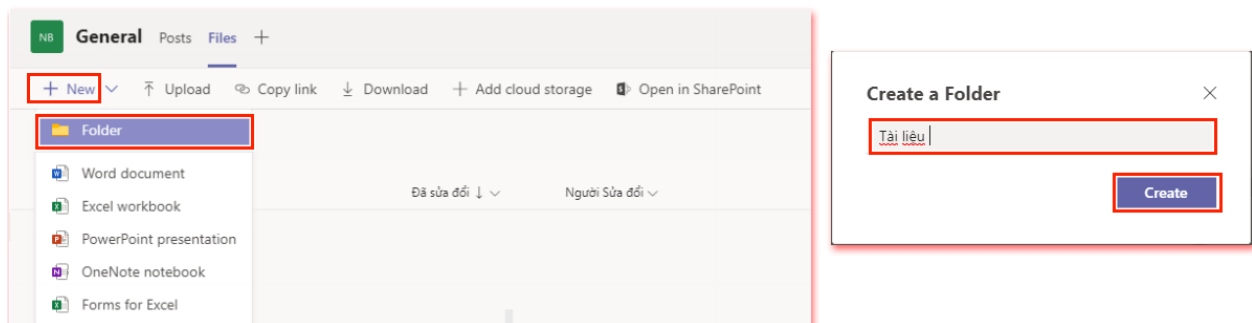 NB General Posts Files +
+ New Upload Copy link Download + Add cloud storage Open in SharePoint
Folder
Word document
Đã sửa đổi ↓ Người Sửa đổi
Excel workbook
PowerPoint presentation
OneNote notebook
Forms for Excel
Create a Folder
Tài liệu
Create